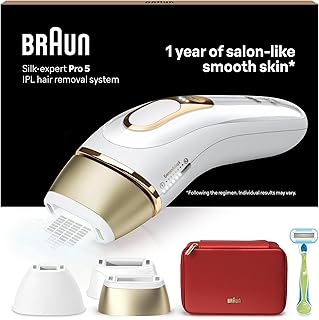 BRAUN
Silk·expert Pro 5
IPL hair removal system
1 year of salon-like
smooth skin*
*Following the regimen. Individual results may vary.
BRAUN